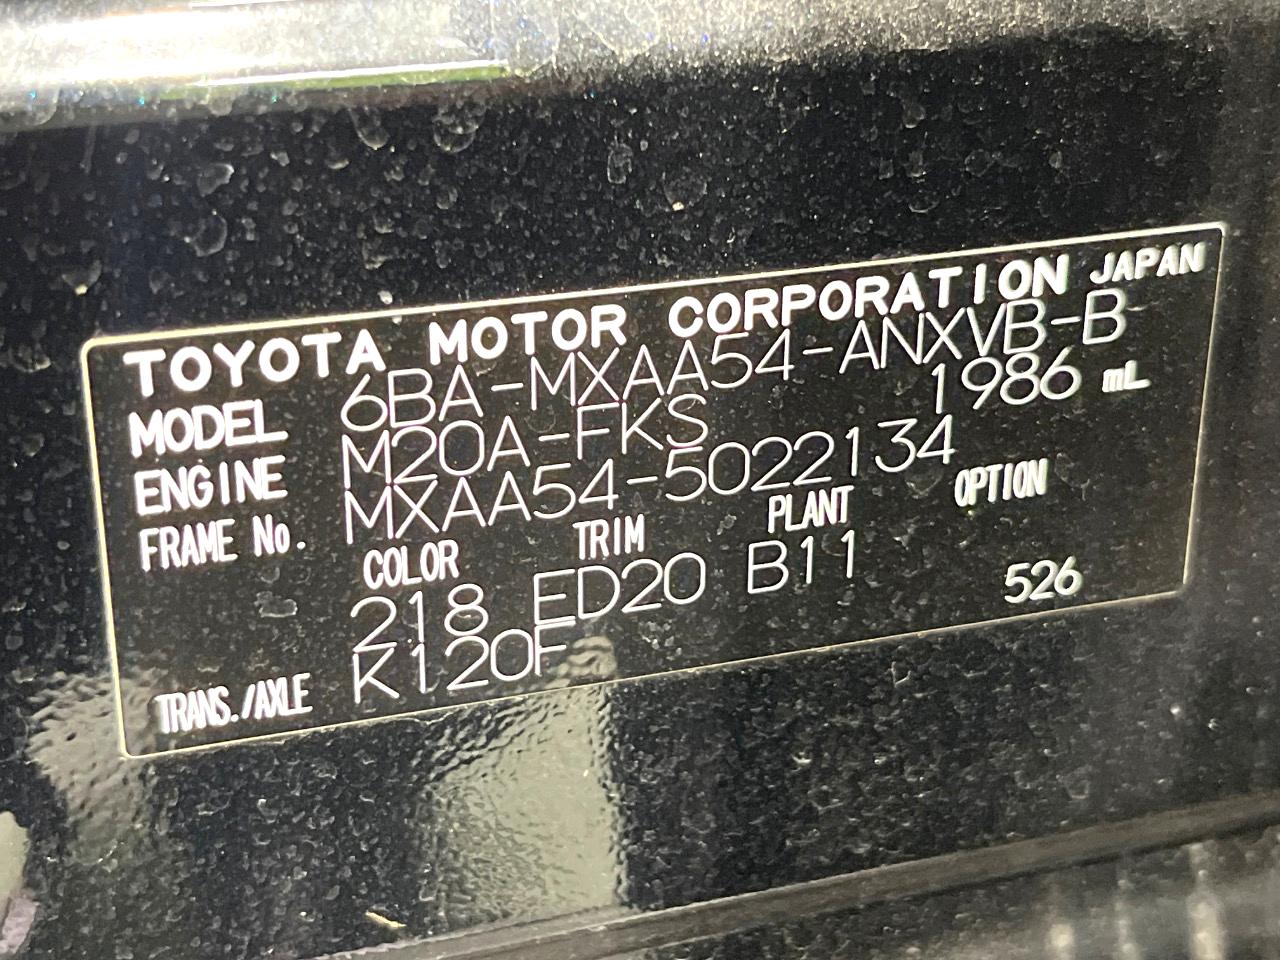 TOYOTA MOTOR CORPORATION JAPAN
MODEL 6BA-MXAA54-ANXVB-B
ENGINE M20A-FKS 1986 mL
FRAME No. MXAA54-5022134
COLOR TRIM PLANT OPTION
218 ED20 B11 526
TRANS./AXLE K120F